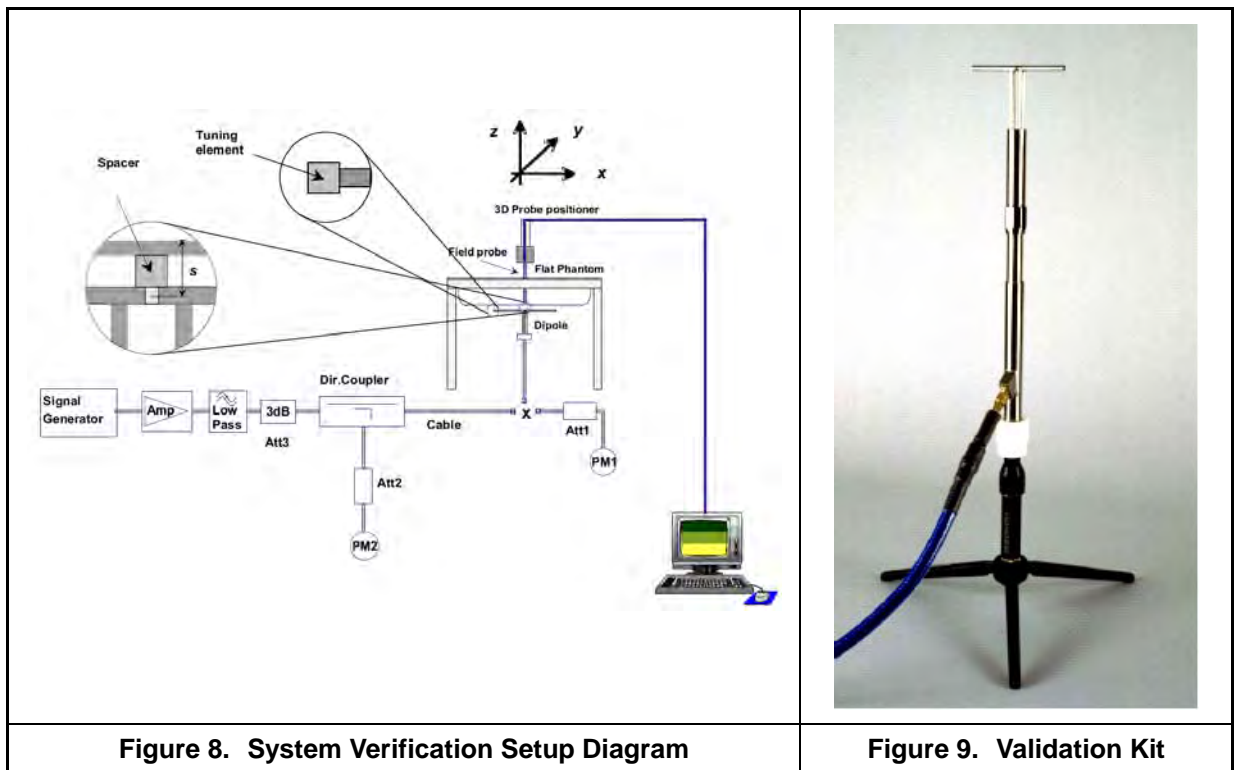 Tuning
element
Spacer
s
z
y
x
3D Probe positioner
Field probe
Flat Phantom
Dipole
Signal
Generator
Amp
Low
Pass
3dB
Att3
Dir.Coupler
Cable
X
Att1
PM1
Att2
PM2
Figure 8. System Verification Setup Diagram
Figure 9. Validation Kit